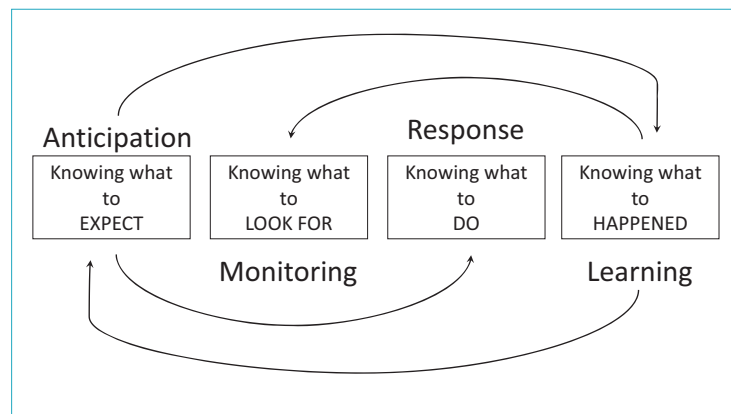 Anticipation
Response
Knowing what
to
EXPECT
Knowing what
to
LOOK FOR
Knowing what
to
DO
Knowing what
to
HAPPENED
Monitoring
Learning